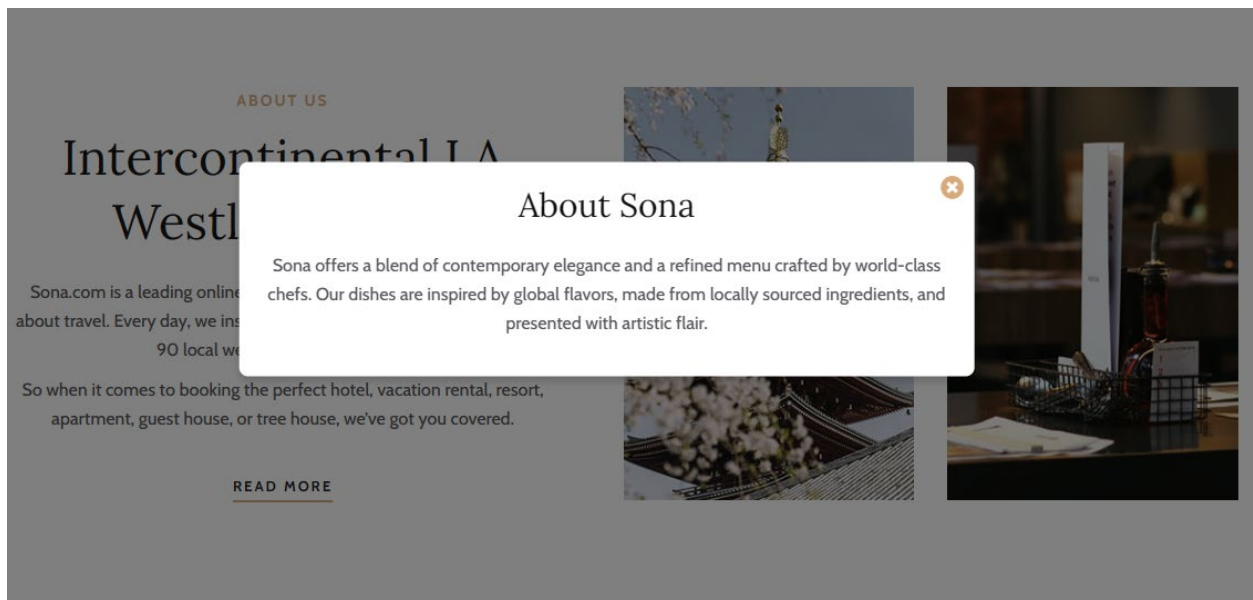 ABOUT US
Intercontinental LA
Westl
About Sona
Sona offers a blend of contemporary elegance and a refined menu crafted by world-class
chefs. Our dishes are inspired by global flavors, made from locally sourced ingredients, and
presented with artistic flair.
Sona.com is a leading online
about travel. Every day, we
90 local
So when it comes to booking the perfect hotel, vacation rental, resort,
apartment, guest house, or tree house, we've got you covered.
READ MORE